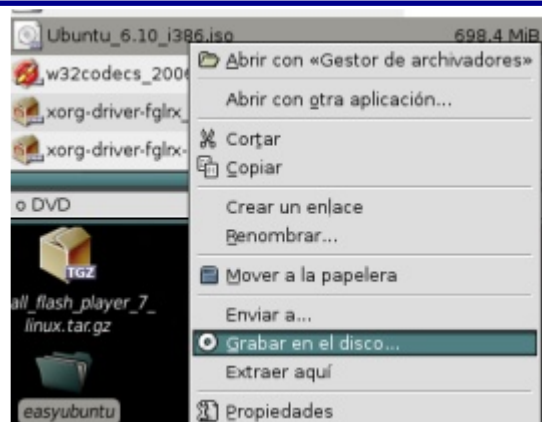 Ubuntu_6.10_i386.iso 698.4 MiB
Abrir con «Gestor de archivadores»
w32codecs_2006
Abrir con otra aplicación...
xorg-driver-fglrx_
Cortar
xorg-driver-fglrx-
Copiar
o DVD
Crear un enlace
Renombrar...
TGZ
Mover a la papelera
all_flash_player_7_
linux.tar.gz
Enviar a...
Grabar en el disco...
Extraer aquí
easyubuntu
Propiedades